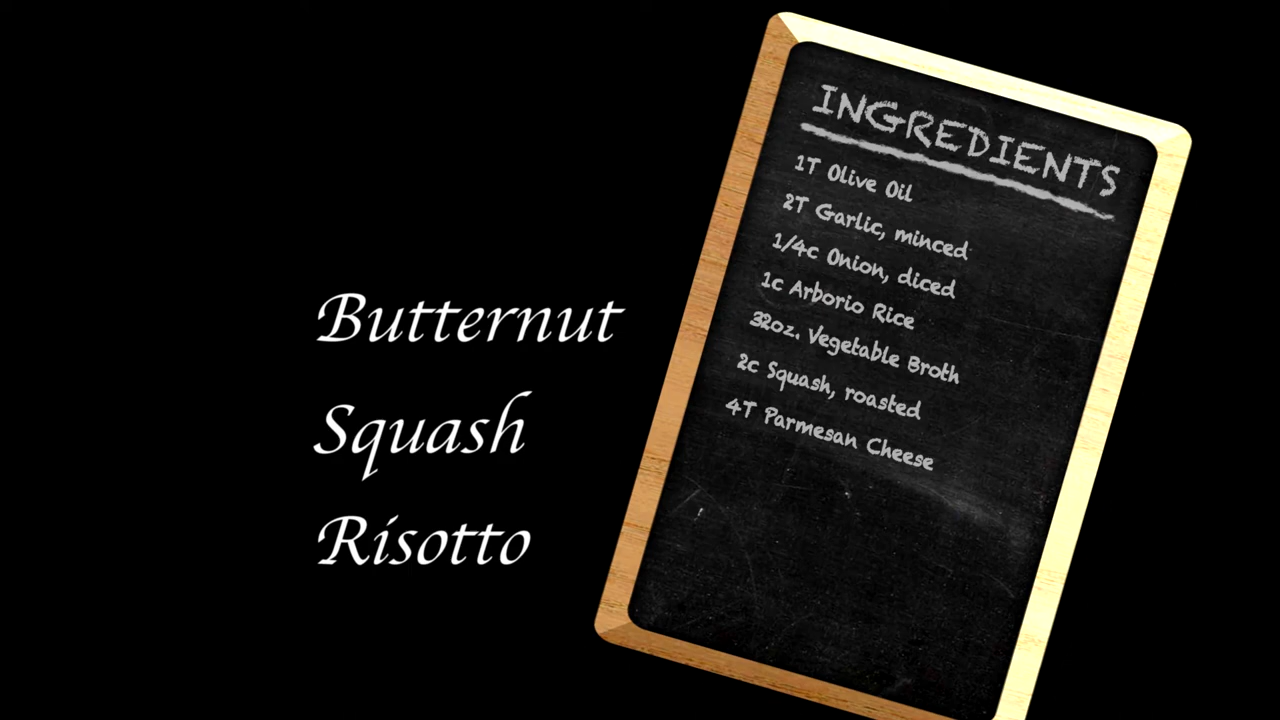 Butternut
Squash
Risotto
INGREDIENTS
1T Olive Oil
2T Garlic, minced
1/4c Onion, diced
1c Arborio Rice
32oz. Vegetable Broth
2c Squash, roasted
4T Parmesan Cheese